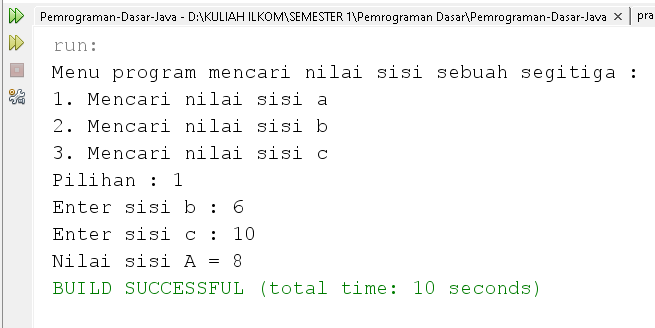 Pemrograman-Dasar-Java - D:\KULIAH ILKOM\SEMESTER 1\Pemrograman Dasar\Pemrograman-Dasar-Java × pra
run:
Menu program mencari nilai sisi sebuah segitiga :
1. Mencari nilai sisi a
2. Mencari nilai sisi b
3. Mencari nilai sisi c
Pilihan : 1
Enter sisi b : 6
Enter sisi c : 10
Nilai sisi A = 8
BUILD SUCCESSFUL (total time: 10 seconds)